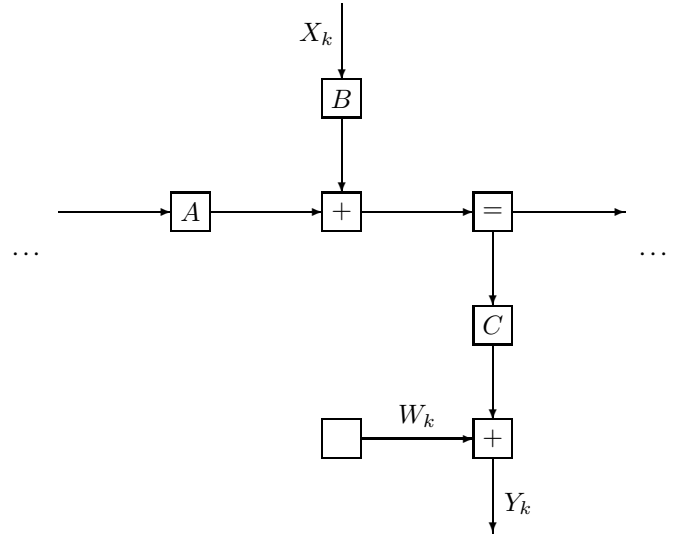 X_k
B
A + =
… …
C
W_k
+
Y_k